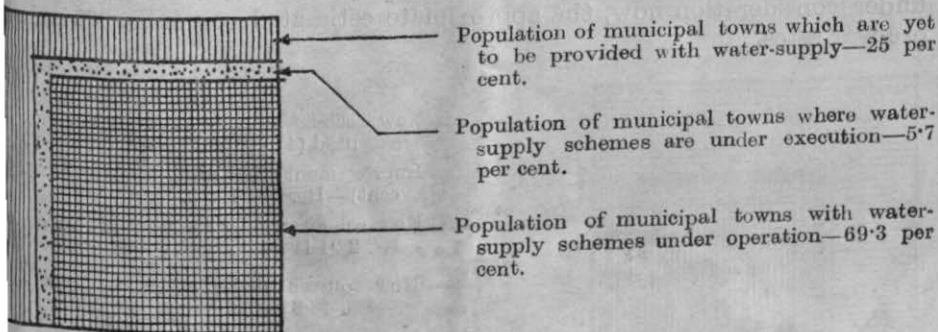 Population of municipal towns which are yet
to be provided with water-supply—25 per
cent.
Population of municipal towns where water-
supply schemes are under execution—5·7
per cent.
Population of municipal towns with water-
supply schemes under operation—69·3 per
cent.